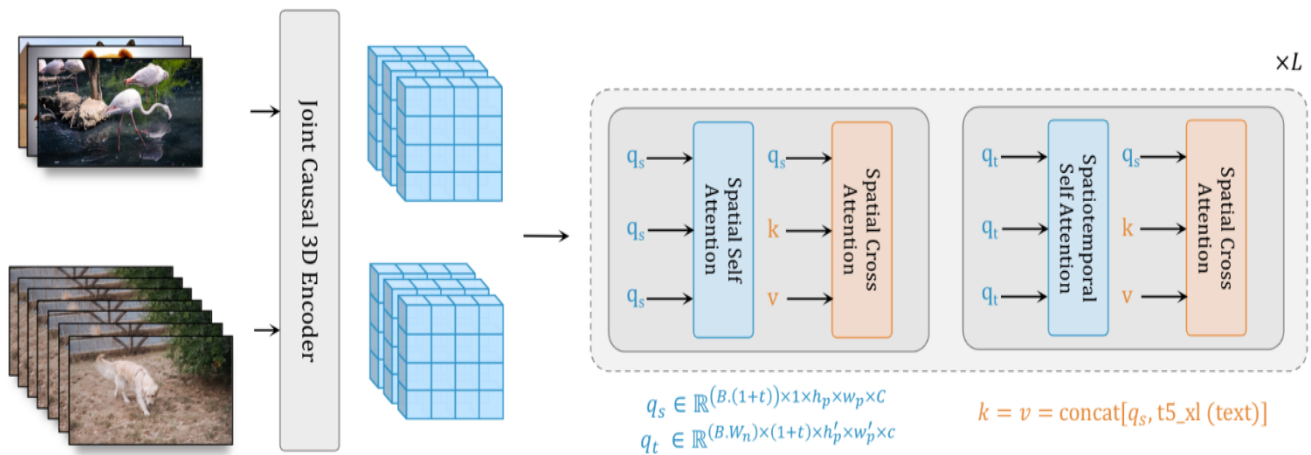 ×L
Joint Causal 3D Encoder
q_s
q_s
q_s
Spatial Self
Attention
q_s
k
v
Spatial Cross
Attention
q_t
q_t
q_t
Spatiotemporal
Self Attentional
q_s
k
v
Spatial Cross
Attention
q_s ∈ ℝ^{(B.(1+t))×1×h_p×w_p×C}
q_t ∈ ℝ^{(B.W_n)×(1+t)×h'_p×w'_p×c}
k = v = concat[q_s, t5_xl (text)]